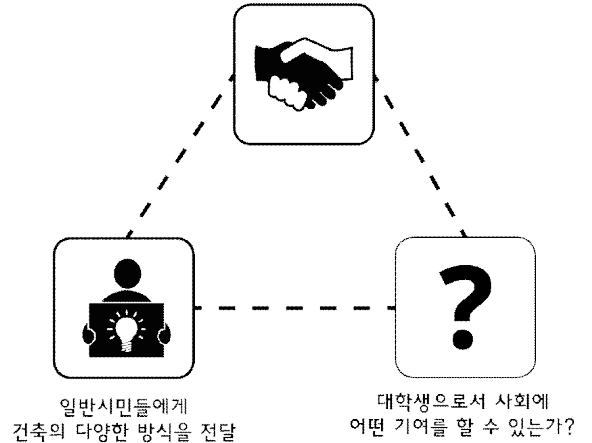 ?
일반시민들에게
건축의 다양한 방식을 전달
대학생으로서 사회에
어떤 기여를 할 수 있는가?